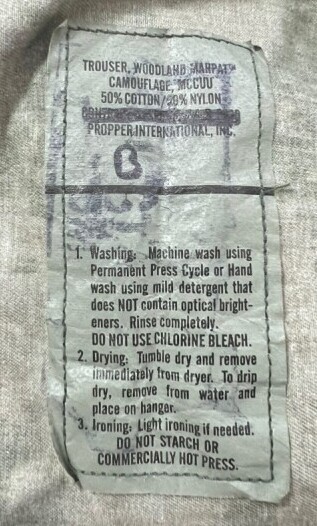 TROUSER, WOODLAND MARPAT
CAMOUFLAGE, MCCUU
50% COTTON/50% NYLON
PROPPER INTERNATIONAL, INC.
B
1. Washing: Machine wash using
Permanent Press Cycle or Hand
wash using mild detergent that
does NOT contain optical bright-
eners. Rinse completely.
DO NOT USE CHLORINE BLEACH.
2. Drying: Tumble dry and remove
immediately from dryer. To drip
dry, remove from water and
place on hanger.
3. Ironing: Light ironing if needed.
DO NOT STARCH OR
COMMERCIALLY HOT PRESS.